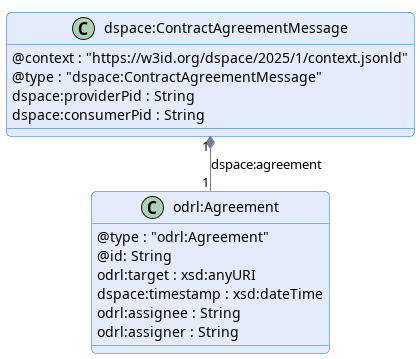 C dspace:ContractAgreementMessage
@context : "https://w3id.org/dspace/2025/1/context.jsonld"
@type : "dspace:ContractAgreementMessage"
dspace:providerPid : String
dspace:consumerPid : String
1
dspace:agreement
1
C odrl:Agreement
@type : "odrl:Agreement"
@id: String
odrl:target : xsd:anyURI
dspace:timestamp : xsd:dateTime
odrl:assignee : String
odrl:assigner : String